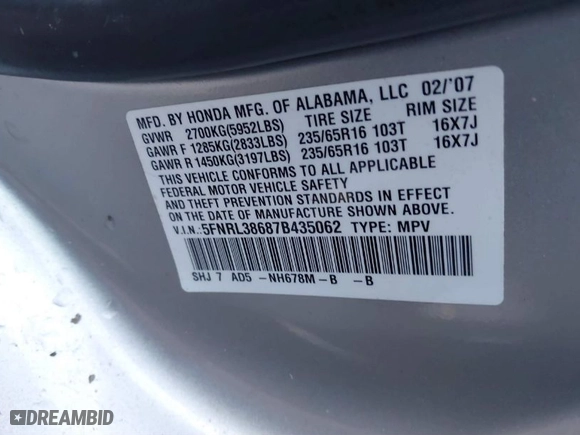 MFD. BY HONDA MFG. OF ALABAMA, LLC 02/'07
GVWR 2700KG(5952LBS) TIRE SIZE RIM SIZE
GAWR F 1285KG(2833LBS) 235/65R16 103T 16X7J
GAWR R 1450KG(3197LBS) 235/65R16 103T 16X7J
THIS VEHICLE CONFORMS TO ALL APPLICABLE
FEDERAL MOTOR VEHICLE SAFETY
AND THEFT PREVENTION STANDARDS IN EFFECT
ON THE DATE OF MANUFACTURE SHOWN ABOVE.
V.I.N.: 5FNRL38687B435062 TYPE: MPV
SHJ 7 AD5 -NH678M-B -B
DREAMBID